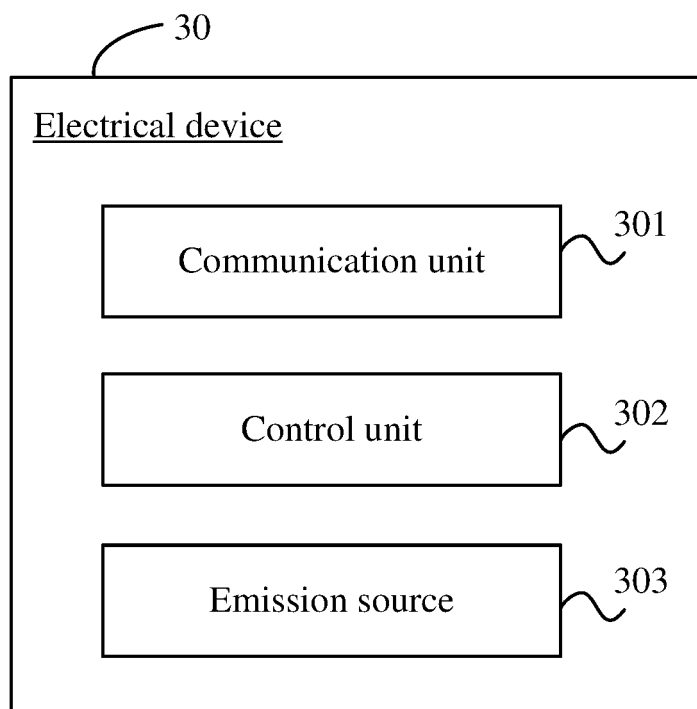 30
Electrical device
301
Communication unit
302
Control unit
303
Emission source